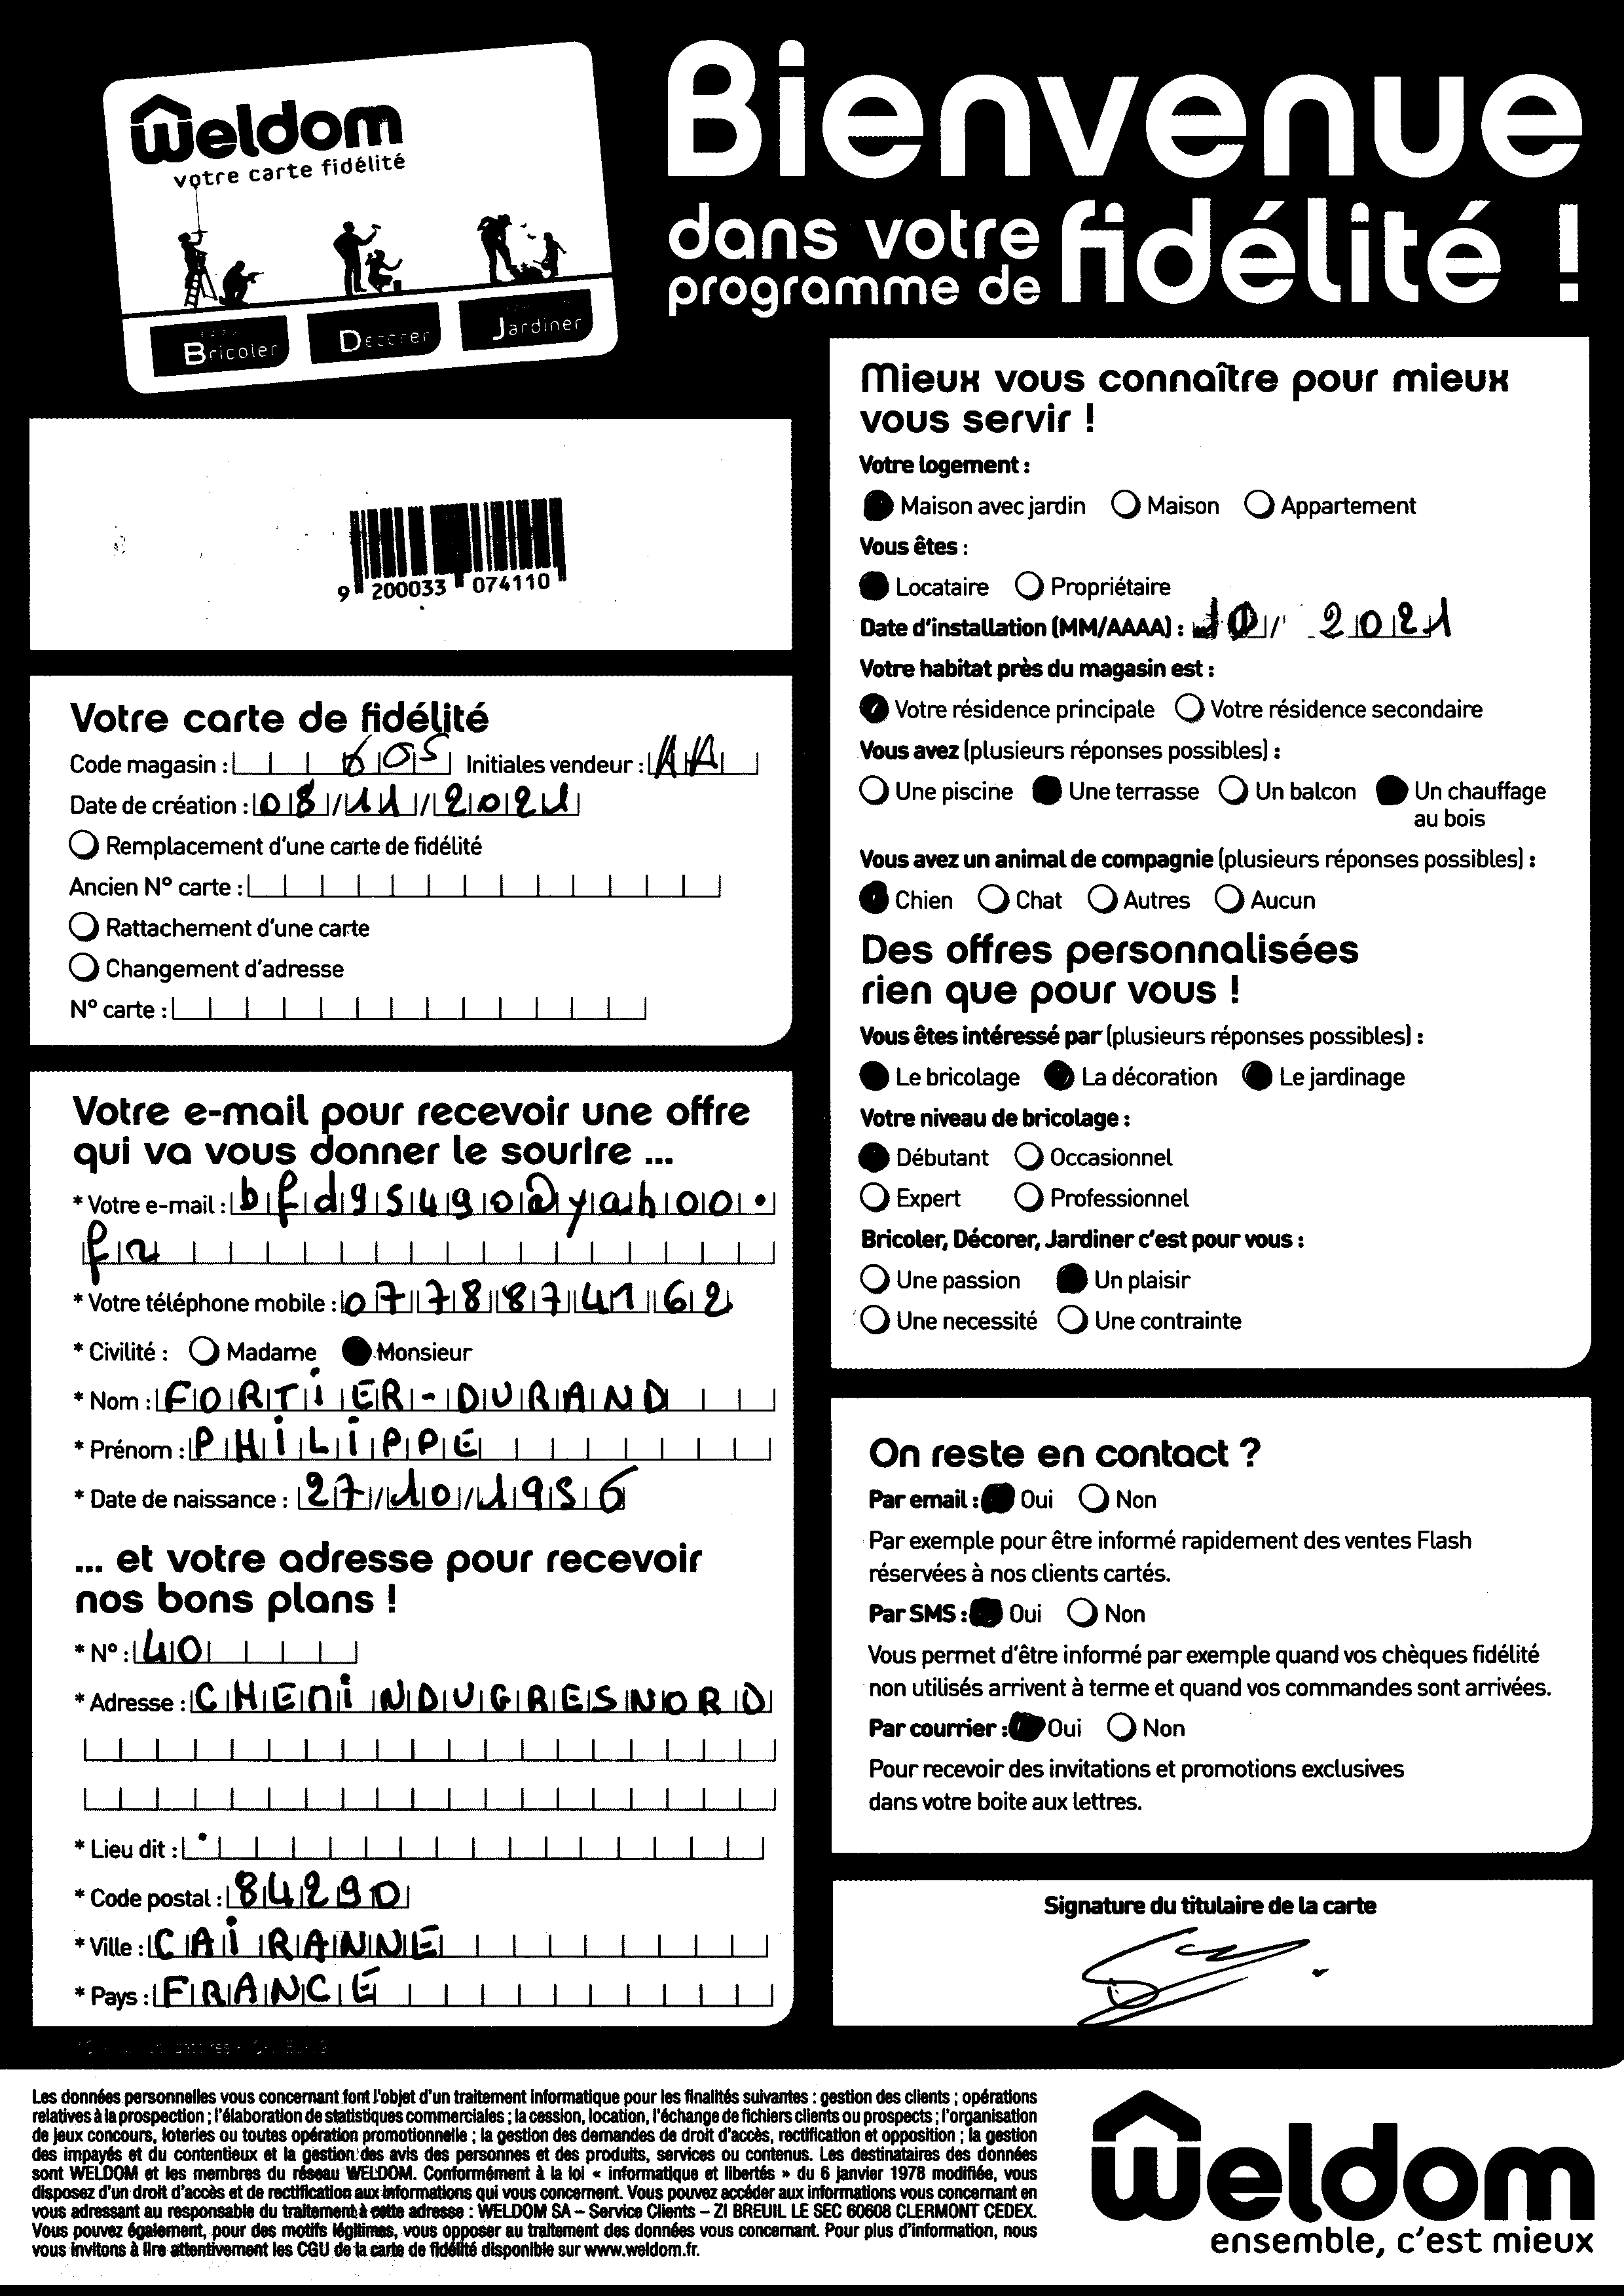 Weldom
votre carte fidélité
Bricoler Décorer Jardiner
Bienvenue
dans votre
programme de fidélité !
9 200033 074110
Votre carte de fidélité
Code magasin : 605 Initiales vendeur : AA
Date de création : 08/11/2021
Remplacement d'une carte de fidélité
Ancien N° carte :
Rattachement d'une carte
Changement d'adresse
N° carte :
Votre e-mail pour recevoir une offre
qui va vous donner le sourire ...
* Votre e-mail : bfd95490@yahoo.
fr
* Votre téléphone mobile : 0778874162
* Civilité : Madame Monsieur
* Nom : FORTiER-DURAND
* Prénom : PHiLiPPE
* Date de naissance : 27/10/1956
... et votre adresse pour recevoir
nos bons plans !
* N° : 40
* Adresse : CHEMiNDUGRESNORD
* Lieu dit :
* Code postal : 84290
* Ville : CAiRANNE
* Pays : FRANCE
Mieux vous connaître pour mieux
vous servir !
Votre logement :
Maison avec jardin Maison Appartement
Vous êtes :
Locataire Propriétaire
Date d'installation (MM/AAAA) : 10/ 2021
Votre habitat près du magasin est :
Votre résidence principale Votre résidence secondaire
Vous avez (plusieurs réponses possibles) :
Une piscine Une terrasse Un balcon Un chauffage
au bois
Vous avez un animal de compagnie (plusieurs réponses possibles) :
Chien Chat Autres Aucun
Des offres personnalisées
rien que pour vous !
Vous êtes intéressé par (plusieurs réponses possibles) :
Le bricolage La décoration Le jardinage
Votre niveau de bricolage :
Débutant Occasionnel
Expert Professionnel
Bricoler, Décorer, Jardiner c'est pour vous :
Une passion Un plaisir
Une necessité Une contrainte
On reste en contact ?
Par email : Oui Non
Par exemple pour être informé rapidement des ventes Flash
réservées à nos clients cartés.
Par SMS : Oui Non
Vous permet d'être informé par exemple quand vos chèques fidélité
non utilisés arrivent à terme et quand vos commandes sont arrivées.
Par courrier : Oui Non
Pour recevoir des invitations et promotions exclusives
dans votre boite aux lettres.
Signature du titulaire de la carte
Les données personnelles vous concernant font l'objet d'un traitement informatique pour les finalités suivantes : gestion des clients ; opérations
relatives à la prospection ; l'élaboration de statistiques commerciales ; la cession, location, l'échange de fichiers clients ou prospects ; l'organisation
de jeux concours, loteries ou toutes opération promotionnelle ; la gestion des demandes de droit d'accès, rectification et opposition ; la gestion
des impayés et du contentieux et la gestion des avis des personnes et des produits, services ou contenus. Les destinataires des données
sont WELDOM et les membres du réseau WELDOM. Conformément à la loi « informatique et libertés » du 6 janvier 1978 modifiée, vous
disposez d'un droit d'accès et de rectification aux informations qui vous concernent. Vous pouvez accéder aux informations vous concernant en
vous adressant au responsable du traitement à cette adresse : WELDOM SA – Service Clients – ZI BREUIL LE SEC 60608 CLERMONT CEDEX.
Vous pouvez également, pour des motifs légitimes, vous opposer au traitement des données vous concernant. Pour plus d'information, nous
vous invitons à lire attentivement les CGU de la carte de fidélité disponible sur www.weldom.fr.
Weldom
ensemble, c'est mieux